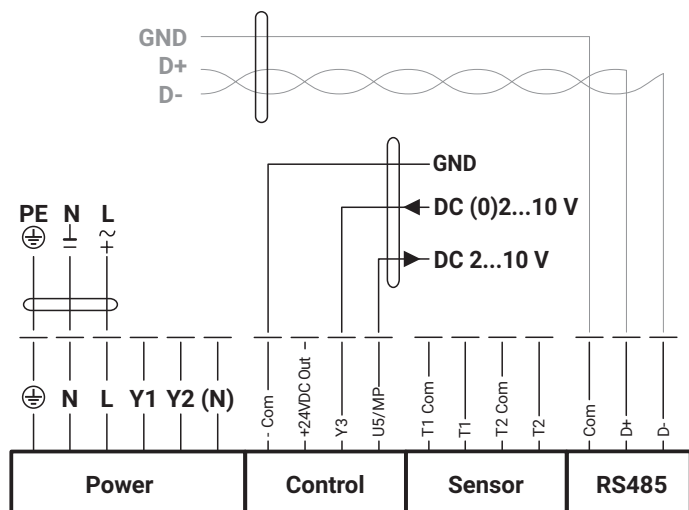 GND
D+
D-
GND
DC (0)2...10 V
DC 2...10 V
PE N L
N L Y1 Y2 (N)
- Com
+24VDC Out
Y3
U5/MP
T1 Com
T1
T2 Com
T2
Com
D+
D-
Power Control Sensor RS485